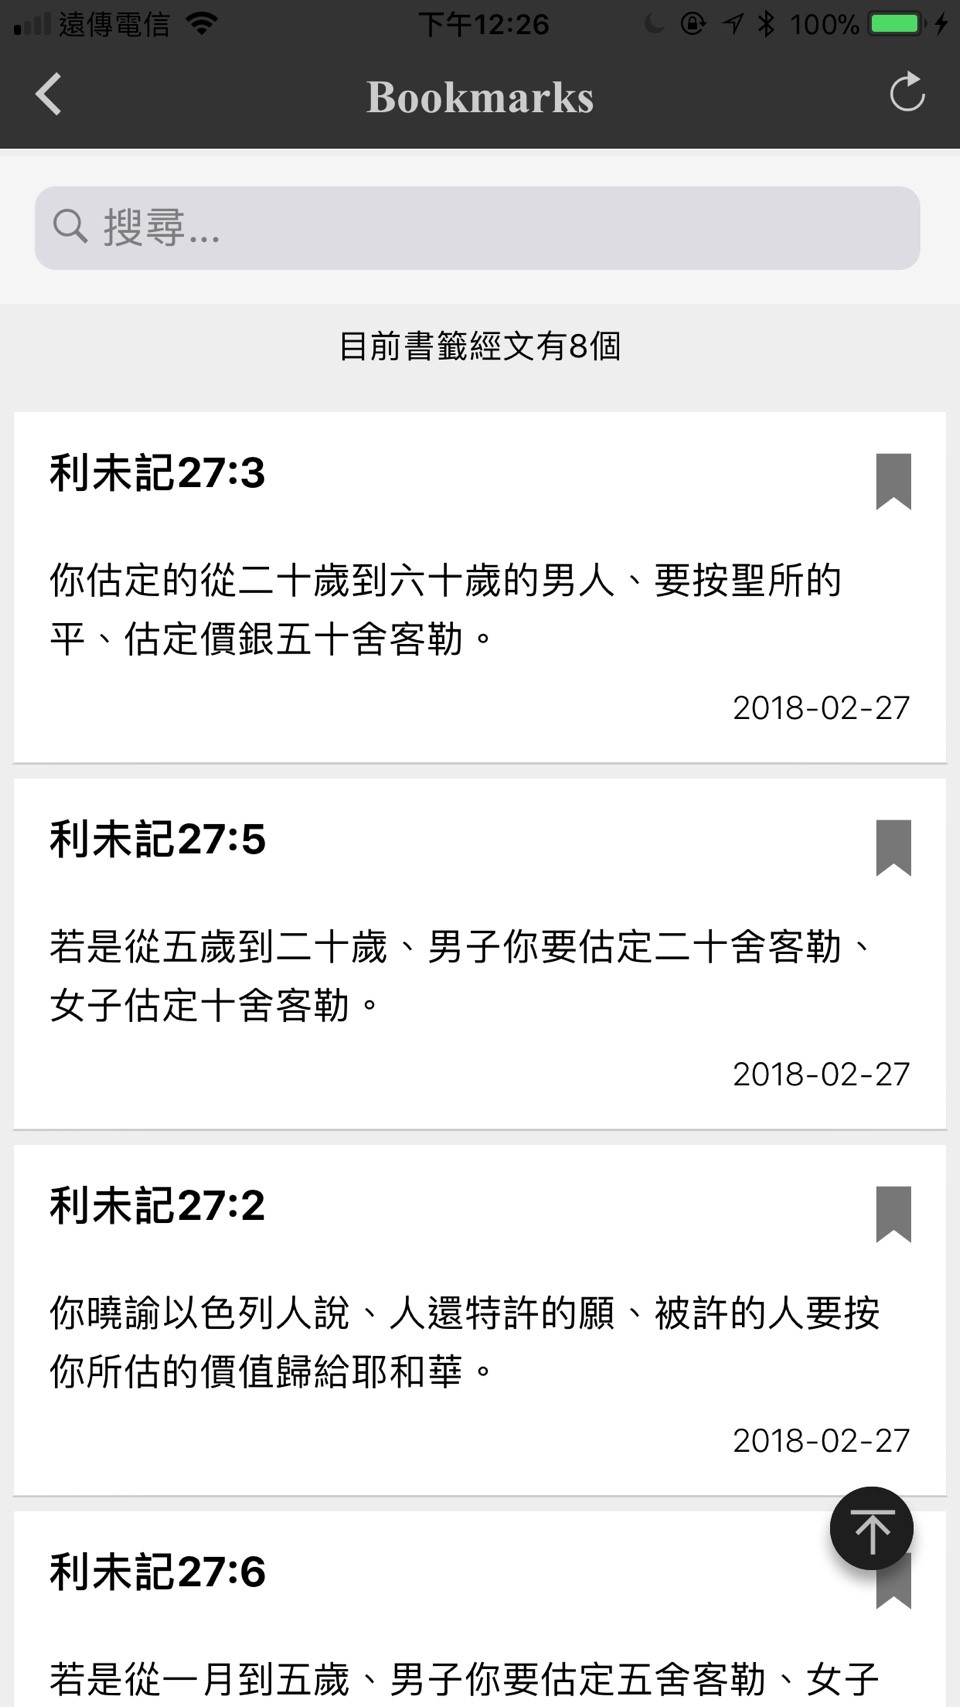 遠傳電信 下午12:26 100%
Bookmarks
搜尋...
目前書籤經文有8個
利未記27:3
你估定的從二十歲到六十歲的男人、要按聖所的
平、估定價銀五十舍客勒。
2018-02-27
利未記27:5
若是從五歲到二十歲、男子你要估定二十舍客勒、
女子估定十舍客勒。
2018-02-27
利未記27:2
你曉諭以色列人說、人還特許的願、被許的人要按
你所估的價值歸給耶和華。
2018-02-27
利未記27:6
若是從一月到五歲、男子你要估定五舍客勒、女子